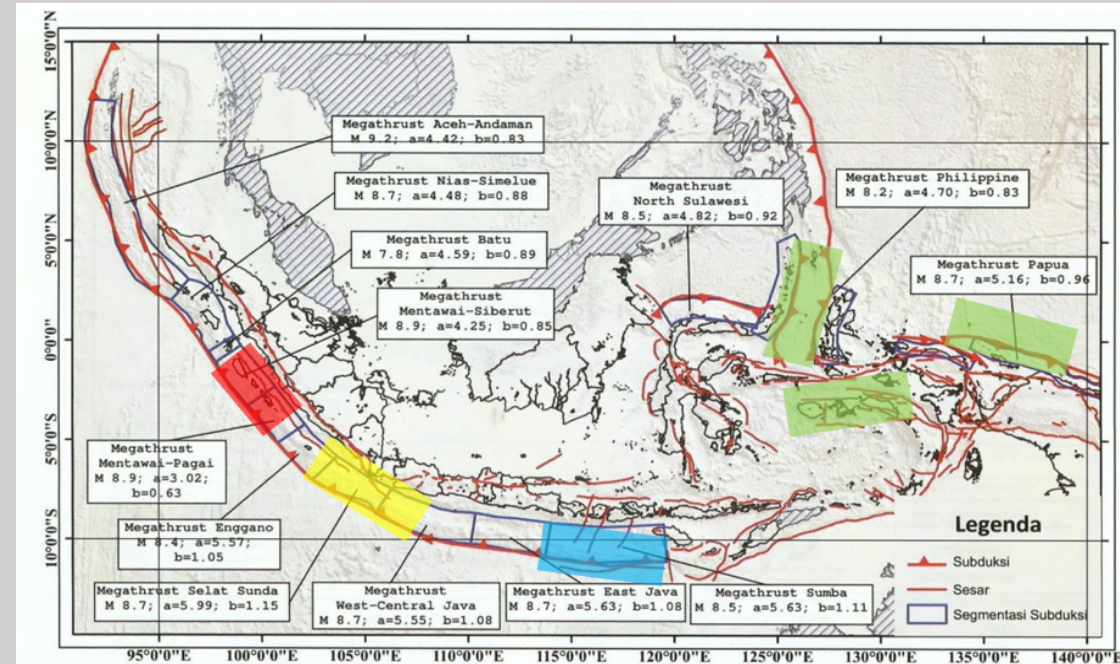 15°0'0"N
10°0'0"N
5°0'0"N
0°0'0"
5°0'0"S
10°0'0"S
Megathrust Aceh-Andaman
M 9.2; a=4.42; b=0.83
Megathrust Nias-Simelue
M 8.7; a=4.48; b=0.88
Megathrust Batu
M 7.8; a=4.59; b=0.89
Megathrust
Mentawai-Siberut
M 8.9; a=4.25; b=0.85
Megathrust
North Sulawesi
M 8.5; a=4.82; b=0.92
Megathrust Philippine
M 8.2; a=4.70; b=0.83
Megathrust Papua
M 8.7; a=5.16; b=0.96
Megathrust
Mentawai-Pagai
M 8.9; a=3.02;
b=0.63
Megathrust Enggano
M 8.4; a=5.57;
b=1.05
Megathrust Selat Sunda
M 8.7; a=5.99; b=1.15
Megathrust
West-Central Java
M 8.7; a=5.55; b=1.08
Megathrust East Java
M 8.7; a=5.63; b=1.08
Megathrust Sumba
M 8.5; a=5.63; b=1.11
Legenda
Subduksi
Sesar
Segmentasi Subduksi
95°0'0"E
100°0'0"E
105°0'0"E
110°0'0"E
115°0'0"E
120°0'0"E
125°0'0"E
130°0'0"E
135°0'0"E
140°0'0"E